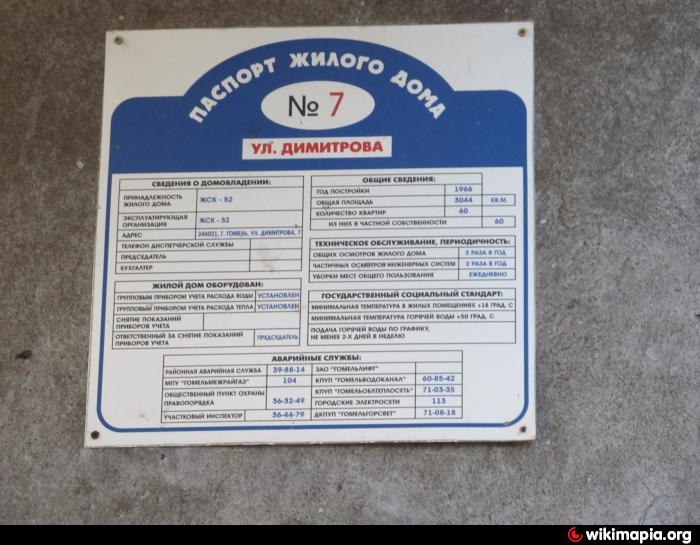 ПАСПОРТ ЖИЛОГО ДОМА
№ 7
УЛ. ДИМИТРОВА
СВЕДЕНИЯ О ДОМОВЛАДЕНИИ:
ПРИНАДЛЕЖНОСТЬ
ЖИЛОГО ДОМА
ЖСК - 52
ЭКСПЛУАТИРУЮЩАЯ
ОРГАНИЗАЦИЯ
ЖСК - 52
АДРЕС 246021, Г. ГОМЕЛЬ, УЛ. ДИМИТРОВА, 7
ТЕЛЕФОН ДИСПЕТЧЕРСКОЙ СЛУЖБЫ
ПРЕДСЕДАТЕЛЬ
БУХГАЛТЕР
ЖИЛОЙ ДОМ ОБОРУДОВАН:
ГРУППОВЫМ ПРИБОРОМ УЧЕТА РАСХОДА ВОДЫ УСТАНОВЛЕН
ГРУППОВЫМ ПРИБОРОМ УЧЕТА РАСХОДА ТЕПЛА УСТАНОВЛЕН
СНЯТИЕ ПОКАЗАНИЙ
ПРИБОРОВ УЧЕТА
ОТВЕТСТВЕННЫЙ ЗА СНЯТИЕ ПОКАЗАНИЙ
ПРИБОРОВ УЧЕТА
ПРЕДСЕДАТЕЛЬ
ОБЩИЕ СВЕДЕНИЯ:
ГОД ПОСТРОЙКИ 1966
ОБЩАЯ ПЛОЩАДЬ 3044 КВ.М.
КОЛИЧЕСТВО КВАРТИР 60
ИЗ НИХ В ЧАСТНОЙ СОБСТВЕННОСТИ 60
ТЕХНИЧЕСКОЕ ОБСЛУЖИВАНИЕ, ПЕРИОДИЧНОСТЬ:
ОБЩИХ ОСМОТРОВ ЖИЛОГО ДОМА 2 РАЗА В ГОД
ЧАСТИЧНЫХ ОСМОТРОВ ИНЖЕНЕРНЫХ СИСТЕМ 2 РАЗА В ГОД
УБОРКИ МЕСТ ОБЩЕГО ПОЛЬЗОВАНИЯ ЕЖЕДНЕВНО
ГОСУДАРСТВЕННЫЙ СОЦИАЛЬНЫЙ СТАНДАРТ:
МИНИМАЛЬНАЯ ТЕМПЕРАТУРА В ЖИЛЫХ ПОМЕЩЕНИЯХ +18 ГРАД. С
МИНИМАЛЬНАЯ ТЕМПЕРАТУРА ГОРЯЧЕЙ ВОДЫ +50 ГРАД. С
ПОДАЧА ГОРЯЧЕЙ ВОДЫ ПО ГРАФИКУ,
НЕ МЕНЕЕ 2-Х ДНЕЙ В НЕДЕЛЮ
АВАРИЙНЫЕ СЛУЖБЫ:
РАЙОННАЯ АВАРИЙНАЯ СЛУЖБА 39-88-14
МПУ "ГОМЕЛЬМЕЖРАЙГАЗ" 104
ОБЩЕСТВЕННЫЙ ПУНКТ ОХРАНЫ
ПРАВОПОРЯДКА
36-32-49
УЧАСТКОВЫЙ ИНСПЕКТОР 36-44-79
ЗАО "ГОМЕЛЬЛИФТ"
КПУП "ГОМЕЛЬВОДОКАНАЛ" 60-85-42
КПУП "ГОМЕЛЬОБЛТЕПЛОСЕТЬ" 71-03-35
ГОРОДСКИЕ ЭЛЕКТРОСЕТИ 113
ДКПУП "ГОМЕЛЬГОРСВЕТ" 71-08-18
wikimapia.org